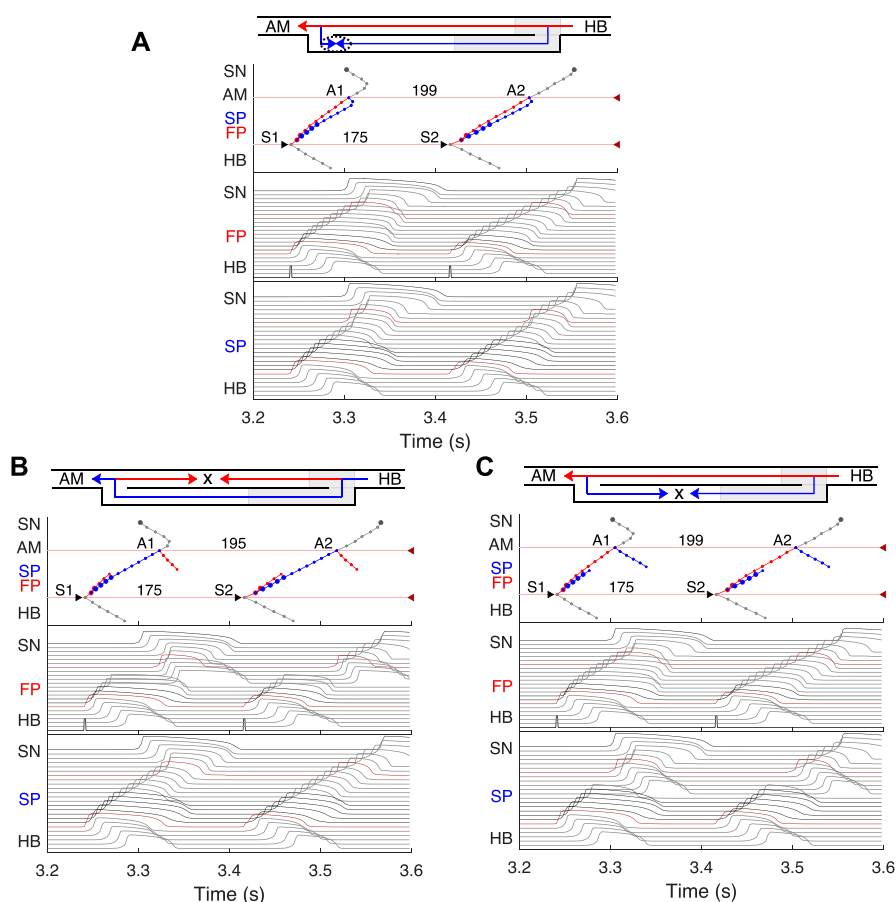 A
AM HB
SN
AM A1 199 A2
SP
FP
S1 175 S2
HB
SN
FP
HB
SN
SP
HB
3.2 3.3 3.4 3.5 3.6
Time (s)
B
AM x HB
SN
AM A1 195 A2
SP
FP
S1 175 S2
HB
SN
FP
HB
SN
SP
HB
3.2 3.3 3.4 3.5 3.6
Time (s)
C
AM x HB
SN
AM A1 199 A2
SP
FP
S1 175 S2
HB
SN
FP
HB
SN
SP
HB
3.2 3.3 3.4 3.5 3.6
Time (s)